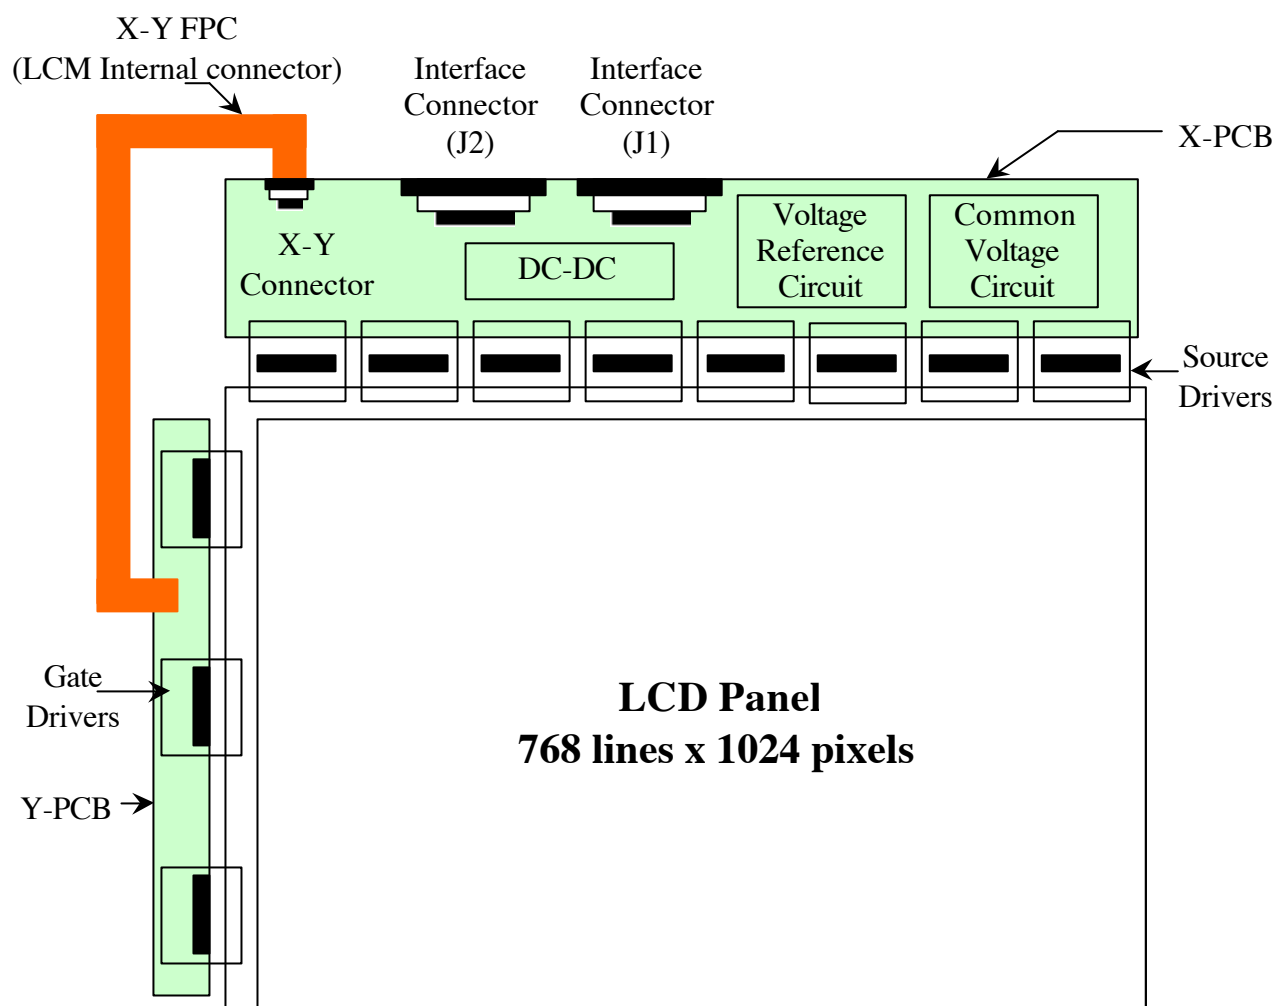 X-Y FPC
(LCM Internal connector)
Interface
Connector
(J2)
Interface
Connector
(J1)
X-PCB
X-Y
Connector
DC-DC
Voltage
Reference
Circuit
Common
Voltage
Circuit
Source
Drivers
Gate
Drivers
Y-PCB
LCD Panel
768 lines x 1024 pixels